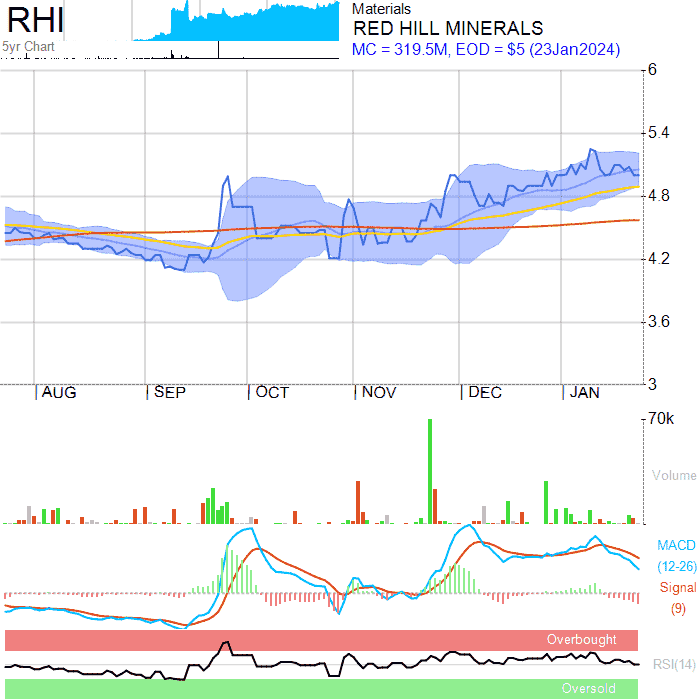 RHI
5yr Chart
Materials
RED HILL MINERALS
MC = 319.5M, EOD = $5 (23Jan2024)
6
5.4
4.8
4.2
3.6
3
AUG SEP OCT NOV DEC JAN
70k
Volume
MACD
(12-26)
Signal
(9)
Overbought
RSI(14)
Oversold